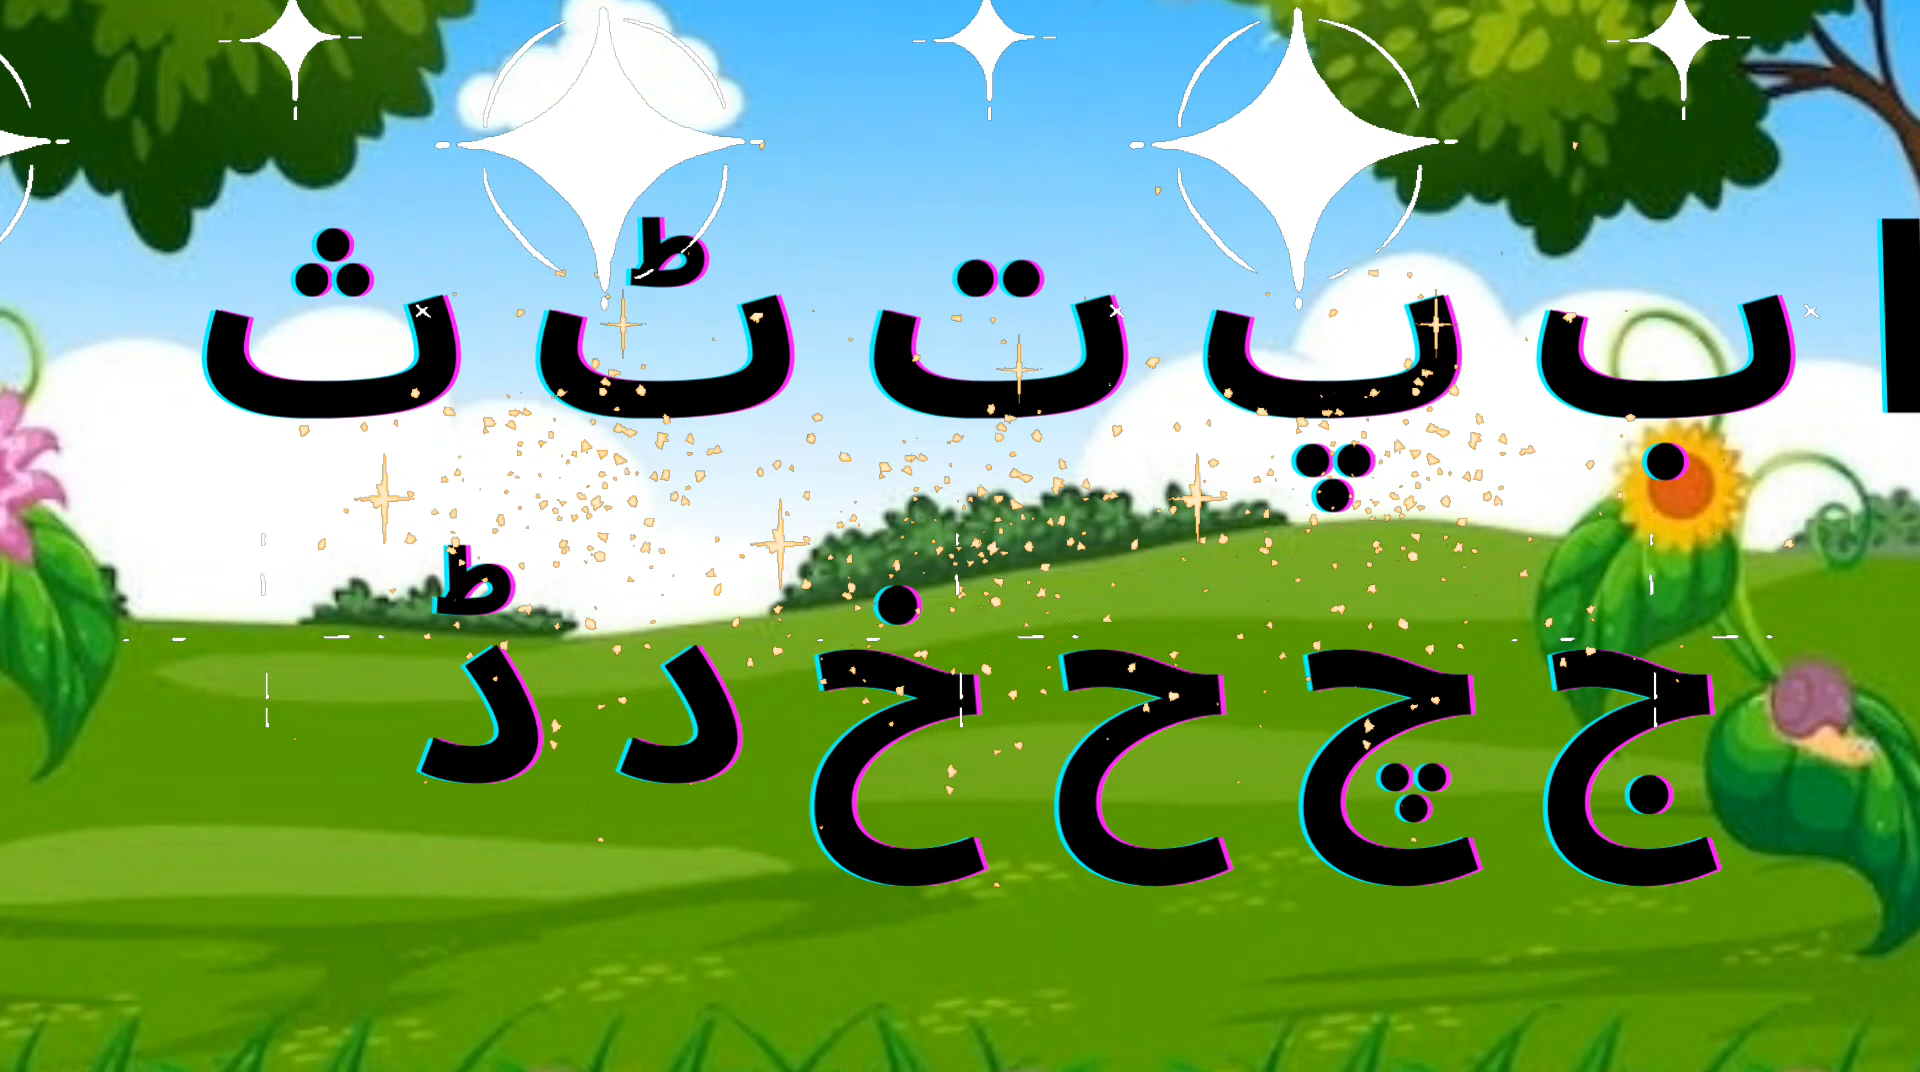 ا ب پ ت ٹ ث
ج چ ح خ د ڈ